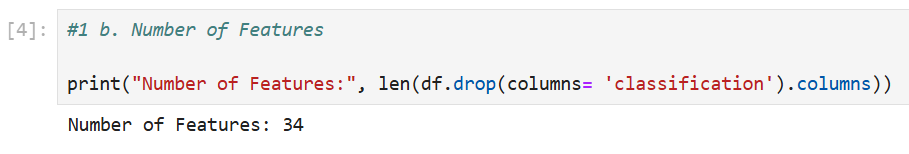 [4]: #1 b. Number of Features
print("Number of Features:", len(df.drop(columns= 'classification').columns))
Number of Features: 34